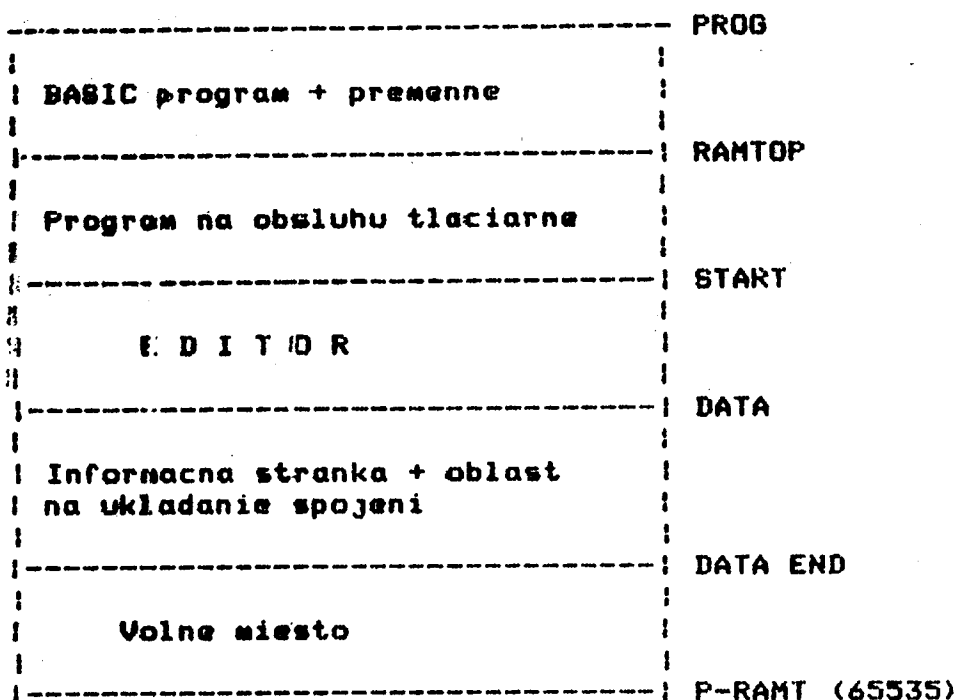 PROG
BASIC program + premenne
RAMTOP
Program na obsluhu tlaciarne
START
E D I T O R
DATA
Informacna stranka + oblast
na ukladanie spojeni
DATA END
Volne miesto
P-RAMT (65535)